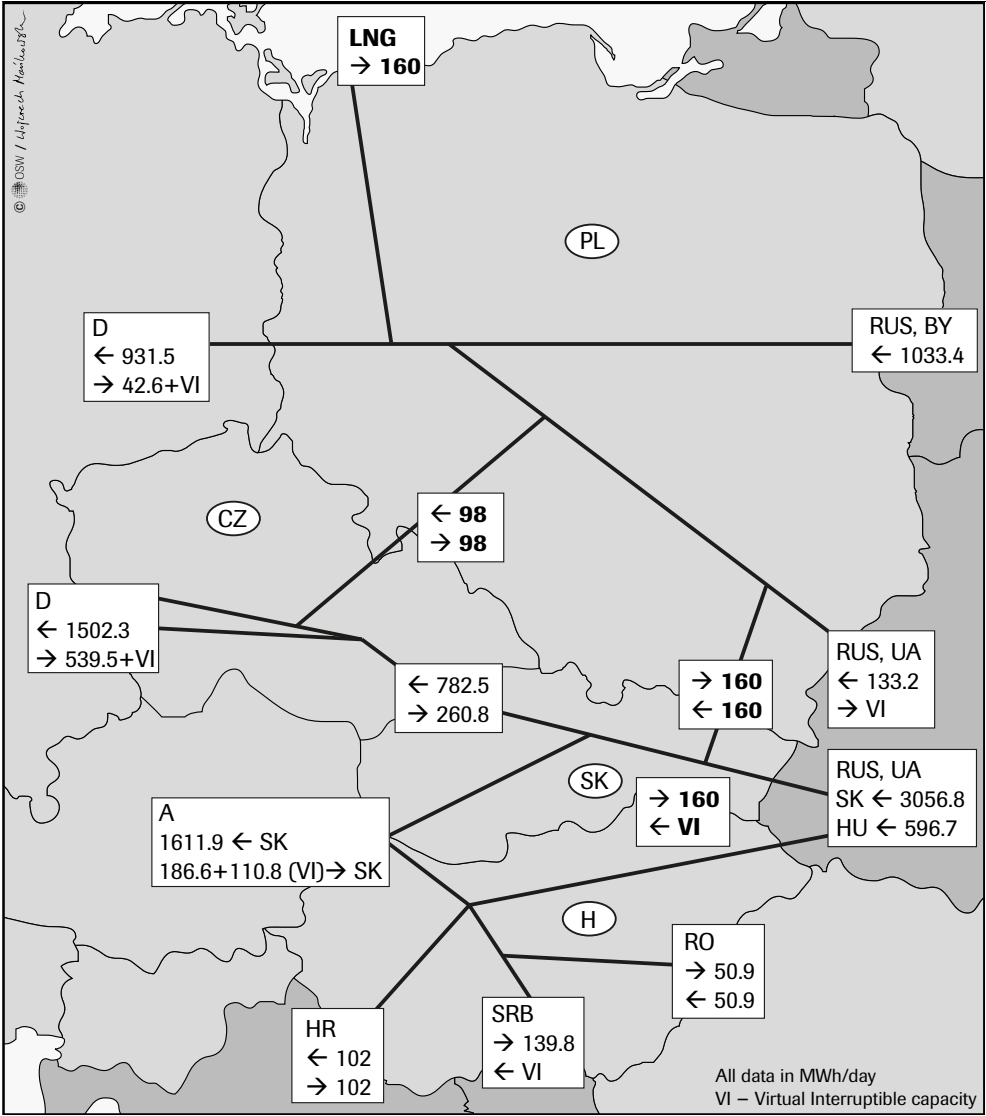 © OSW / Wojciech Mańkowski
LNG
→ 160
PL
D
← 931.5
→ 42.6+VI
RUS, BY
← 1033.4
CZ
← 98
→ 98
D
← 1502.3
→ 539.5+VI
← 782.5
→ 260.8
→ 160
← 160
RUS, UA
← 133.2
→ VI
SK
RUS, UA
SK ← 3056.8
HU ← 596.7
→ 160
← VI
A
1611.9 ← SK
186.6+110.8 (VI)→ SK
H
RO
→ 50.9
← 50.9
HR
← 102
→ 102
SRB
→ 139.8
← VI
All data in MWh/day
VI – Virtual Interruptible capacity